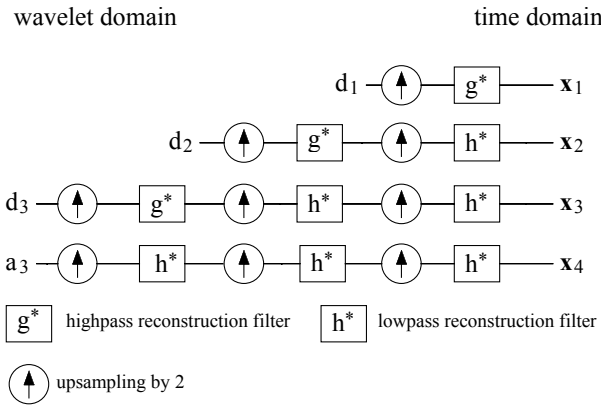 wavelet domain time domain
d1 g* x1
d2 g* h* x2
d3 g* h* h* x3
a3 h* h* h* x4
g* highpass reconstruction filter h* lowpass reconstruction filter
upsampling by 2